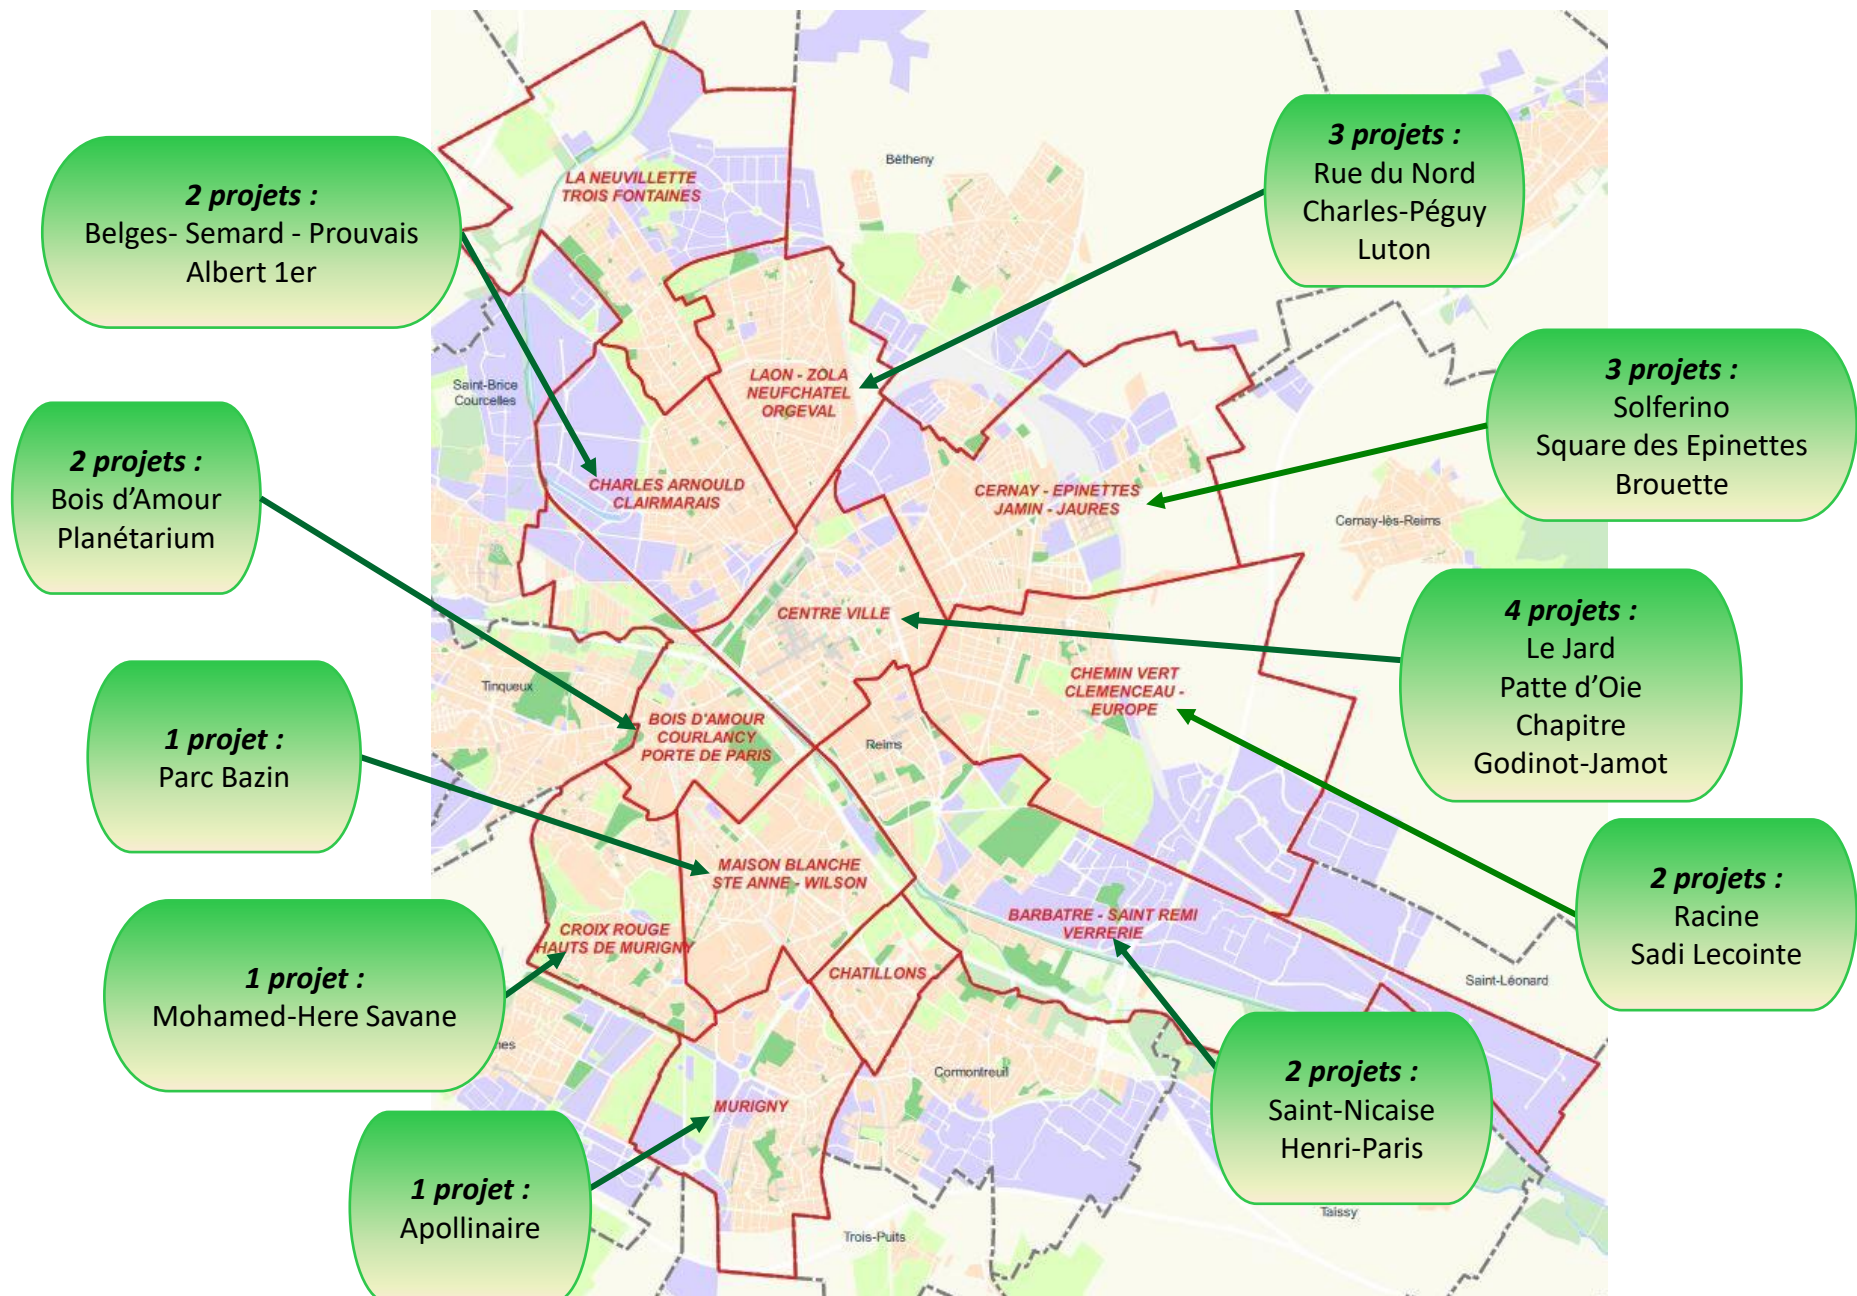 2 projets :
Belges- Semard - Prouvais
Albert 1er
2 projets :
Bois d’Amour
Planétarium
1 projet :
Parc Bazin
1 projet :
Mohamed-Here Savane
1 projet :
Apollinaire
3 projets :
Rue du Nord
Charles-Péguy
Luton
3 projets :
Solferino
Square des Epinettes
Brouette
4 projets :
Le Jard
Patte d’Oie
Chapitre
Godinot-Jamot
2 projets :
Racine
Sadi Lecointe
2 projets :
Saint-Nicaise
Henri-Paris
Bétheny
LA NEUVILLETTE
TROIS FONTAINES
Saint-Brice
Courcelles
LAON - ZOLA
NEUFCHATEL
ORGEVAL
CHARLES ARNOULD
CLAIRMARAIS
CERNAY - EPINETTES
JAMIN - JAURES
Cernay-lès-Reims
CENTRE VILLE
Tinqueux
CHEMIN VERT
CLEMENCEAU -
EUROPE
BOIS D'AMOUR
COURLANCY
PORTE DE PARIS
Reims
MAISON BLANCHE
STE ANNE - WILSON
CROIX ROUGE
HAUTS DE MURIGNY
BARBATRE - SAINT REMI
VERRERIE
CHATILLONS
Saint-Léonard
nes
Cormontreuil
MURIGNY
Taissy
Trois-Puits